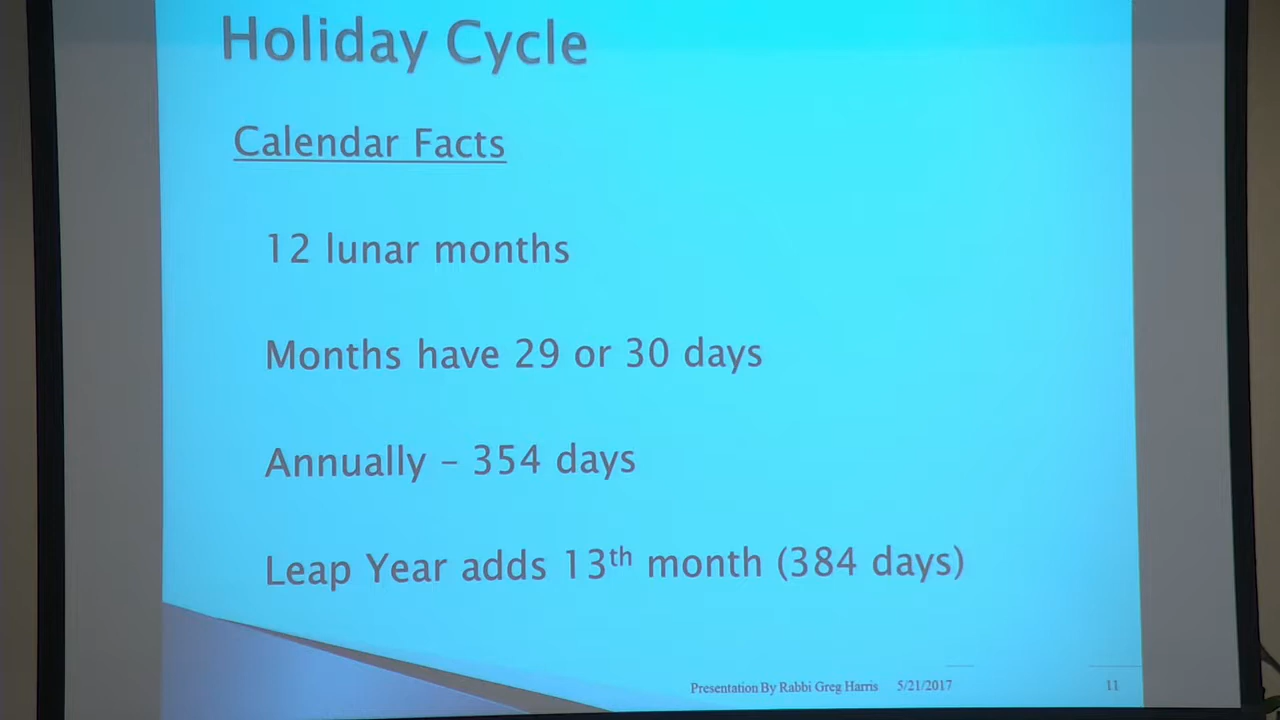 Holiday Cycle
Calendar Facts
12 lunar months
Months have 29 or 30 days
Annually – 354 days
Leap Year adds 13th month (384 days)
Presentation By Rabbi Greg Harris 5/21/2017 11